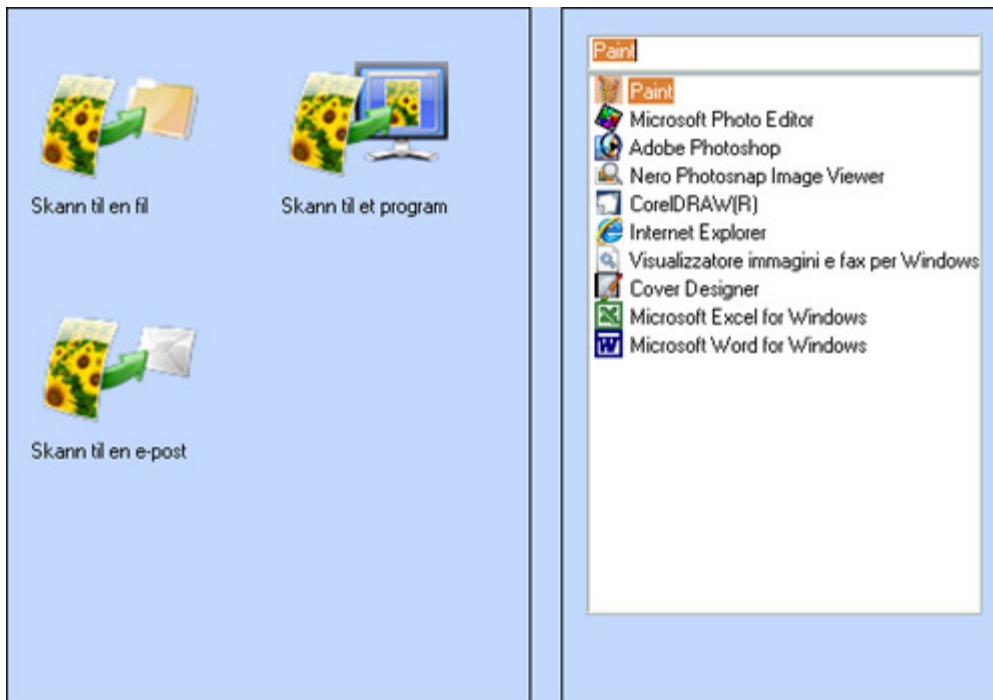 Skann til en fil
Skann til et program
Skann til en e-post
Paint
Paint
Microsoft Photo Editor
Adobe Photoshop
Nero Photosnap Image Viewer
CorelDRAW(R)
Internet Explorer
Visualizzatore immagini e fax per Windows
Cover Designer
Microsoft Excel for Windows
Microsoft Word for Windows